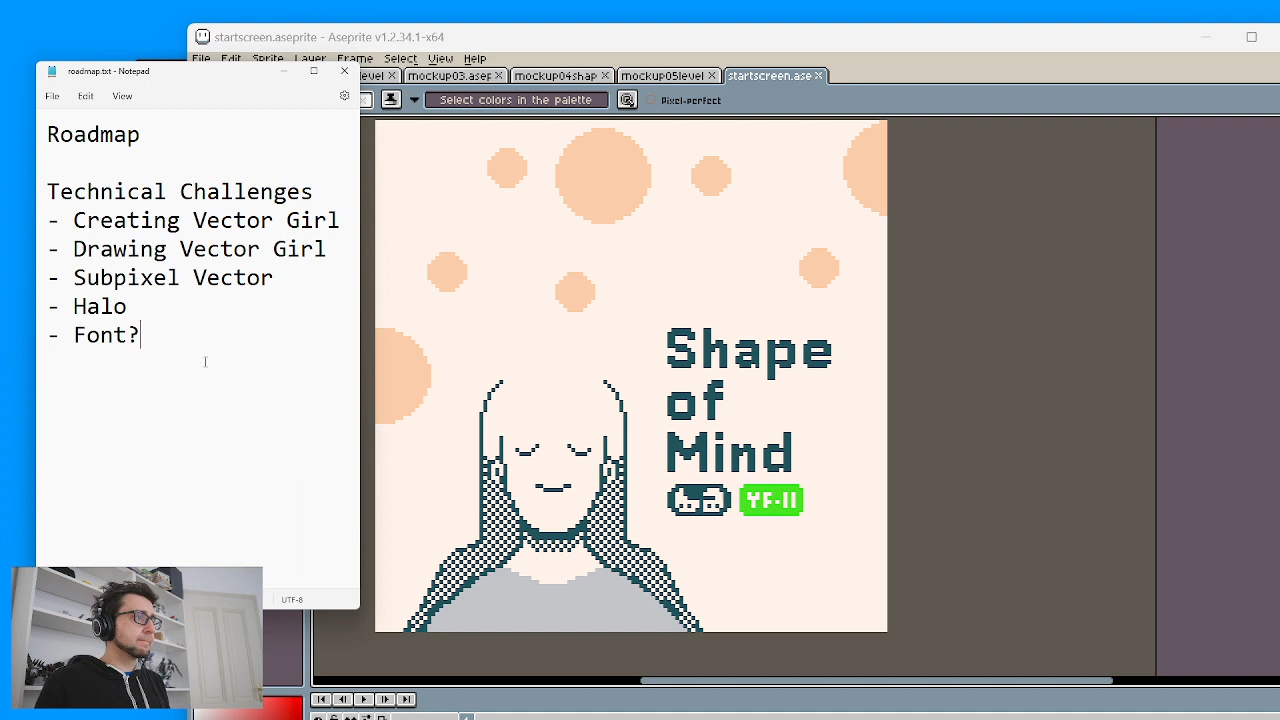 startscreen.aseprite - Aseprite v1.2.34.1-x64
File Edit Sprite Layer Frame Select View Help
roadmap.txt - Notepad
level mockup03.asep mockup04shap mockup05level startscreen.ase
File Edit View
Select colors in the palette
Pixel-perfect
Roadmap
Technical Challenges
- Creating Vector Girl
- Drawing Vector Girl
- Subpixel Vector
- Halo
- Font?
Shape
of
Mind
YF-II
UTF-8